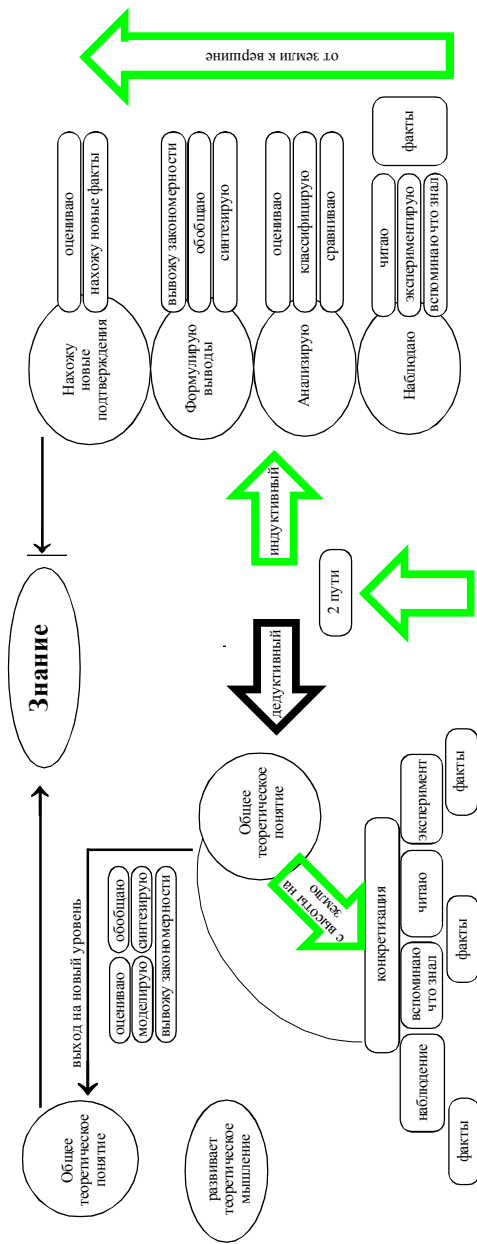 Знание
Общее
теоретическое
понятие
выход на новый уровень
развивает
теоретическое
мышление
оцениваю
обобщаю
моделирую
синтезирую
вывожу закономерности
Общее
теоретическое
понятие
с высоты на
землю
конкретизация
наблюдение
вспоминаю
что знал
читаю
эксперимент
факты
факты
факты
дедуктивный
2 пути
индуктивный
Нахожу
новые
подтверждения
оцениваю
нахожу новые факты
Формулирую
выводы
вывожу закономерности
обобщаю
синтезирую
Анализирую
оцениваю
классифицирую
сравниваю
Наблюдаю
читаю
экспериментирую
вспоминаю что знал
факты
от земли к вершине